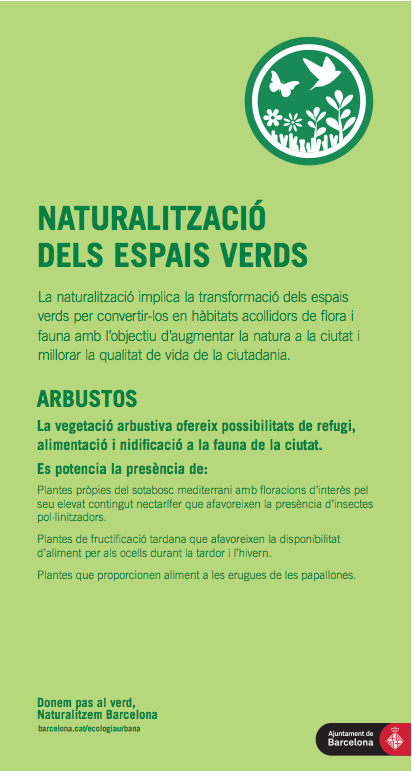 NATURALITZACIÓ
DELS ESPAIS VERDS
La naturalització implica la transformació dels espais
verds per convertir-los en hàbitats acollidors de flora i
fauna amb l'objectiu d'augmentar la natura a la ciutat i
millorar la qualitat de vida de la ciutadania.
ARBUSTOS
La vegetació arbustiva ofereix possibilitats de refugi,
alimentació i nidificació a la fauna de la ciutat.
Es potencia la presència de:
Plantes pròpies del sotabosc mediterrani amb floracions d'interès pel
seu elevat contingut nectarífer que afavoreixen la presència d'insectes
pol·linitzadors.
Plantes de fructificació tardana que afavoreixen la disponibilitat
d'aliment per als ocells durant la tardor i l'hivern.
Plantes que proporcionen aliment a les erugues de les papallones.
Donem pas al verd,
Naturalitzem Barcelona
barcelona.cat/ecologiaurbana
Ajuntament de
Barcelona